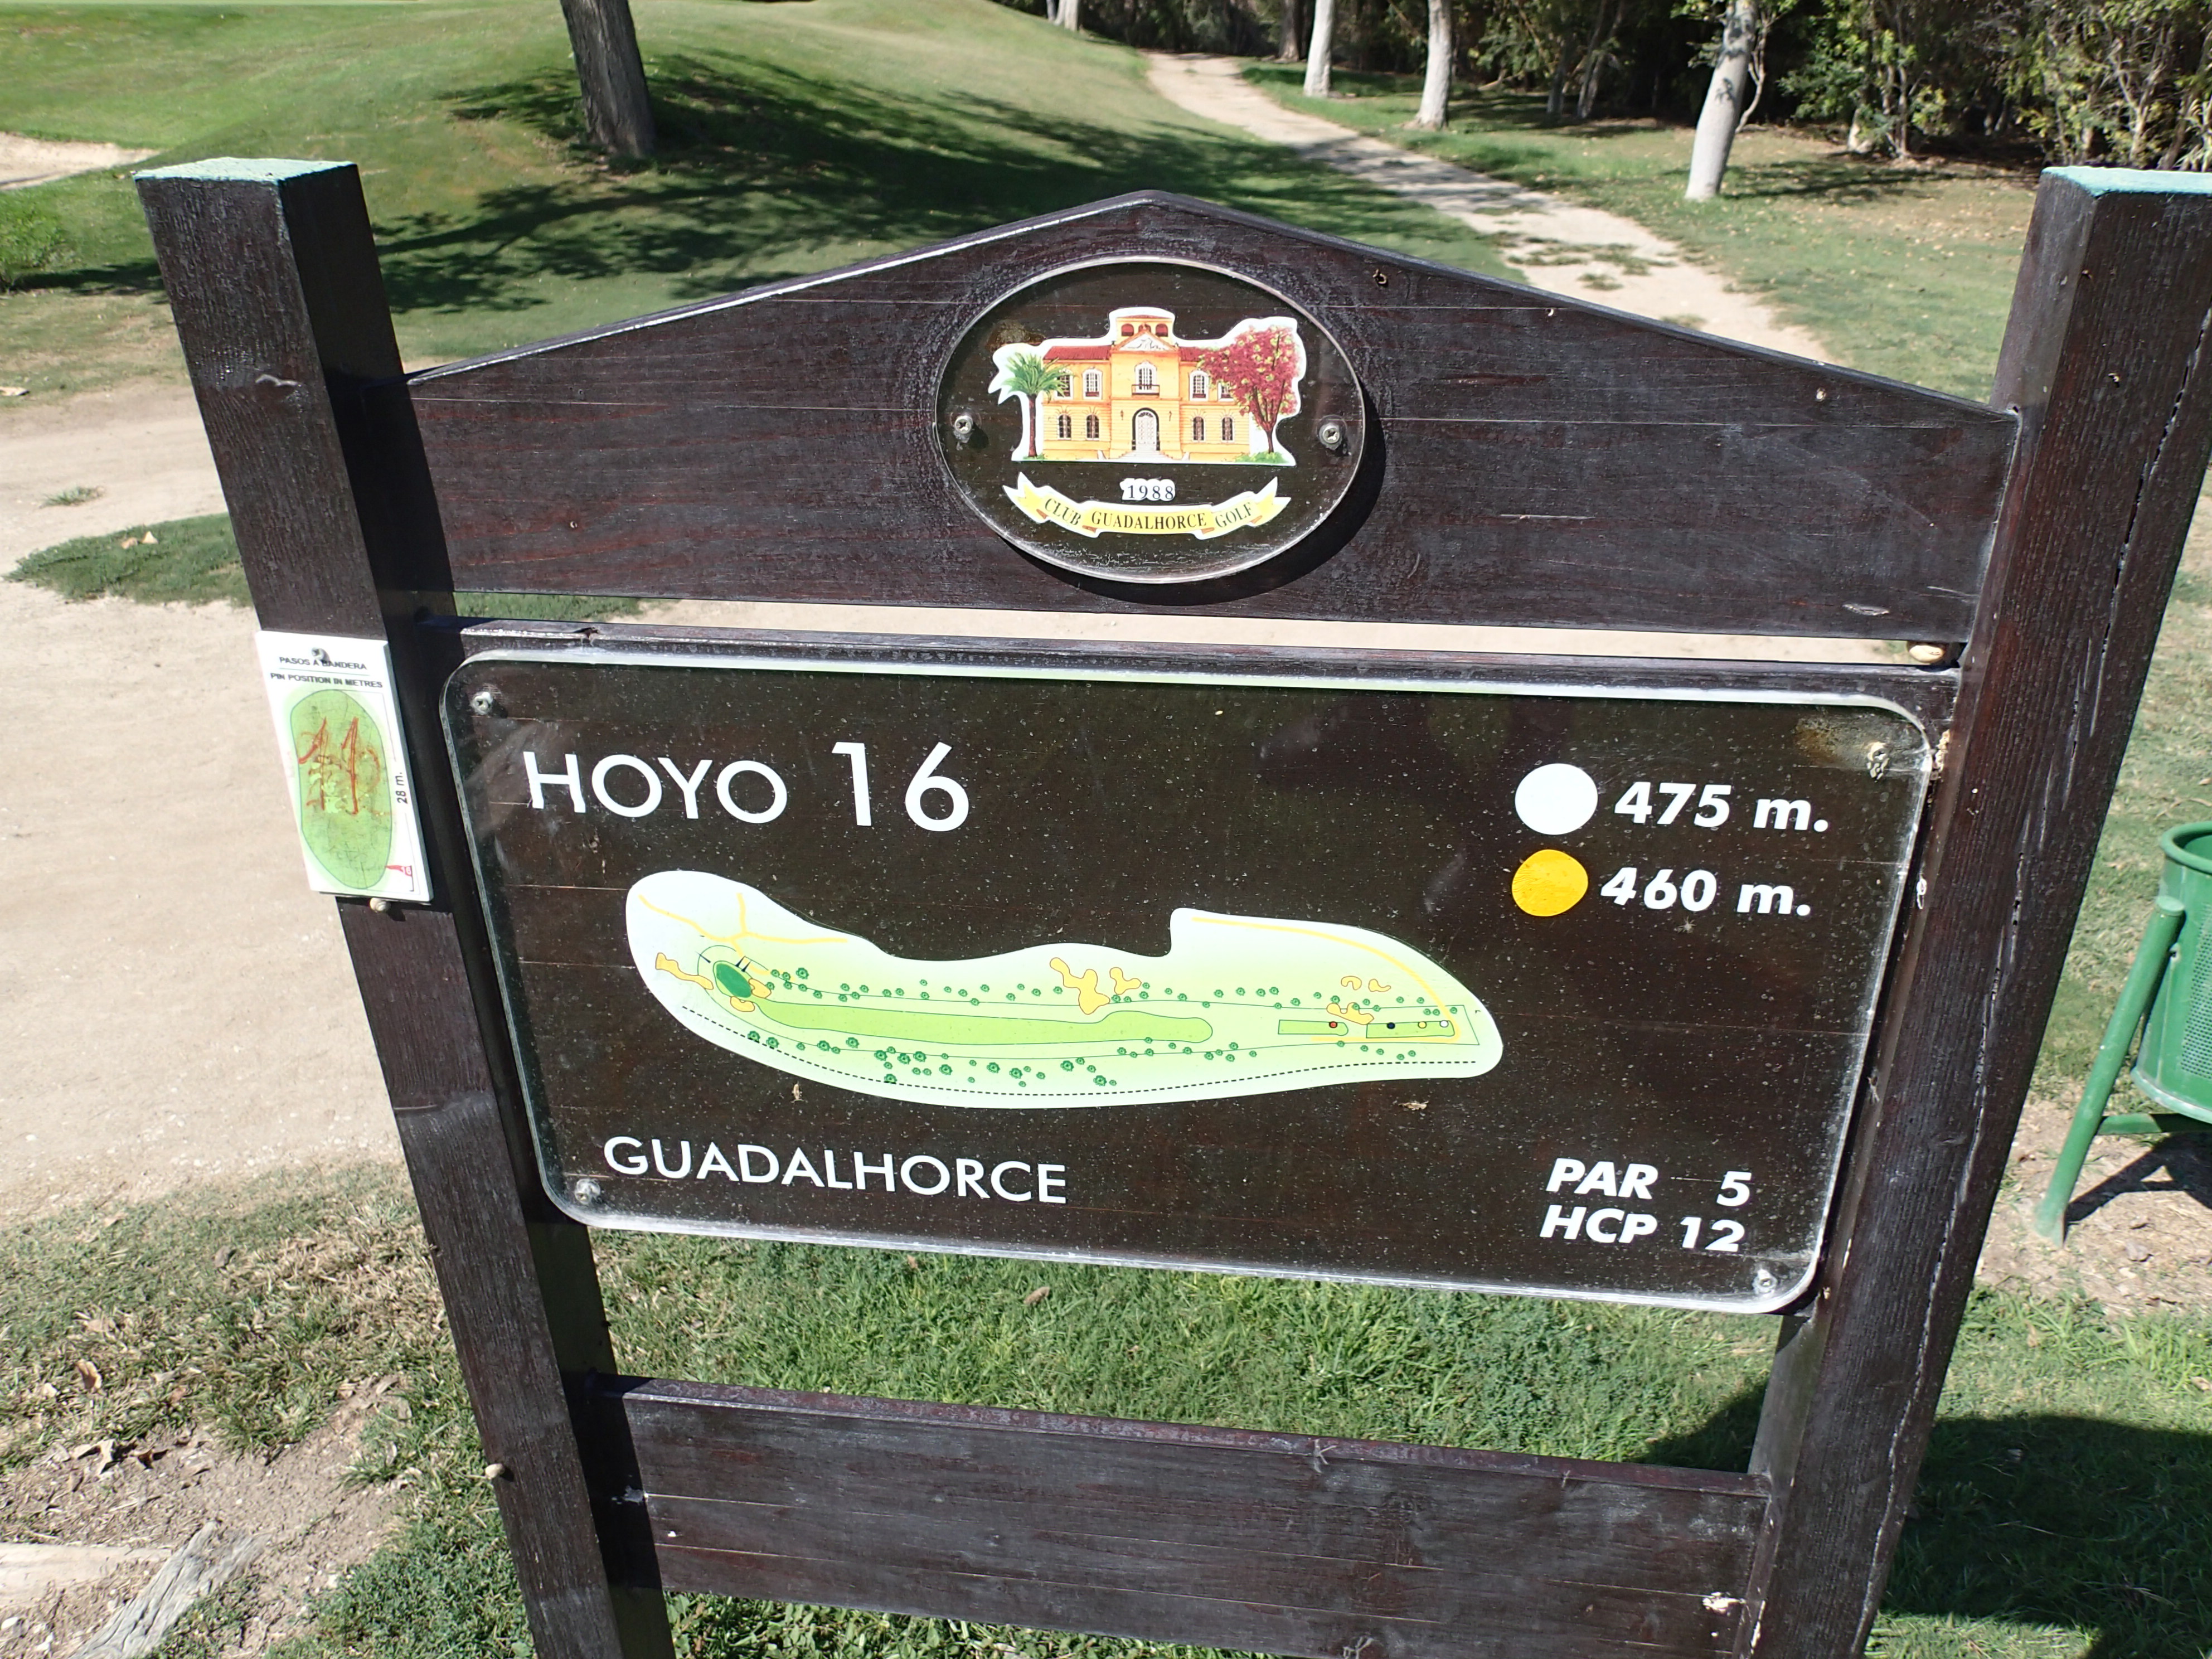 1988
CLUB GUADALHORCE GOLF
PASOS A BANDERA
PIN POSITION IN METRES
28 m.
HOYO 16
475 m.
460 m.
GUADALHORCE
PAR 5
HCP 12